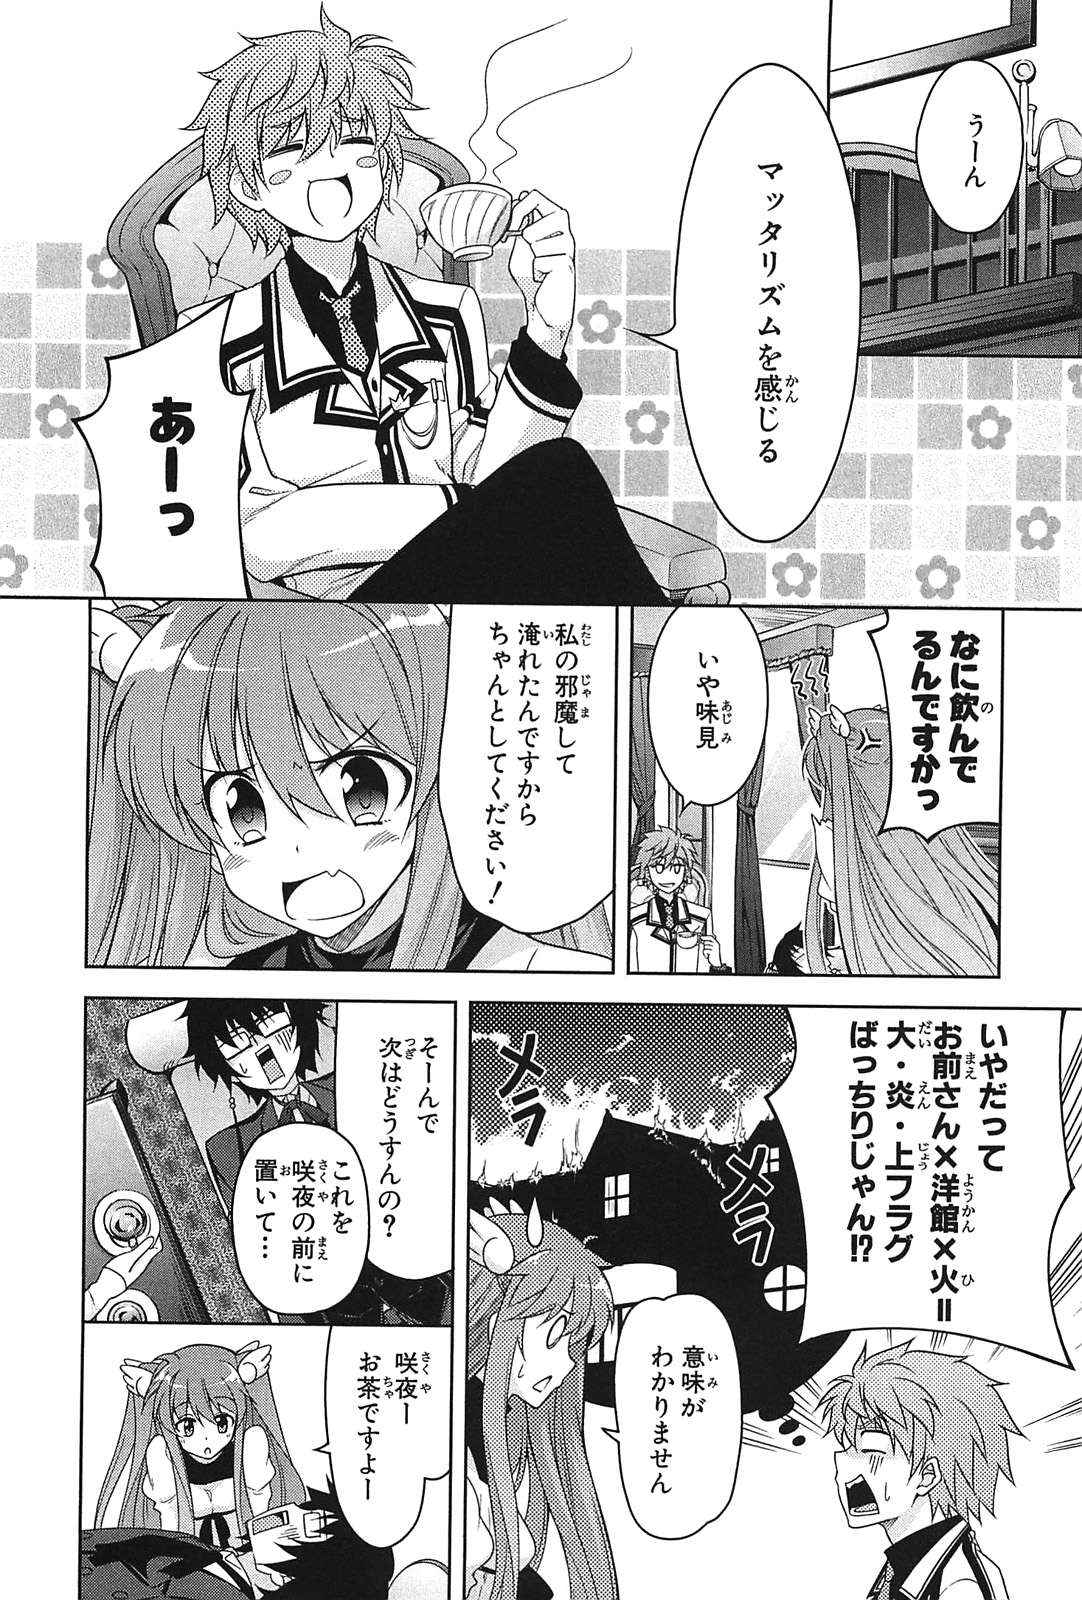 うーん
マッタリズムを感じる
あーっ
なに飲んで
るんですかっ
いや味見
私の邪魔して
淹れたんですから
ちゃんとしてください!
いやだって
お前さん×洋館×火=
大・炎・上フラグ
ばっちりじゃん!?
メラ
メラ
意味が
わかりません
そーんで
次はどうすんの?
これを
咲夜の前に
置いて…
咲夜ー
お茶ですよー